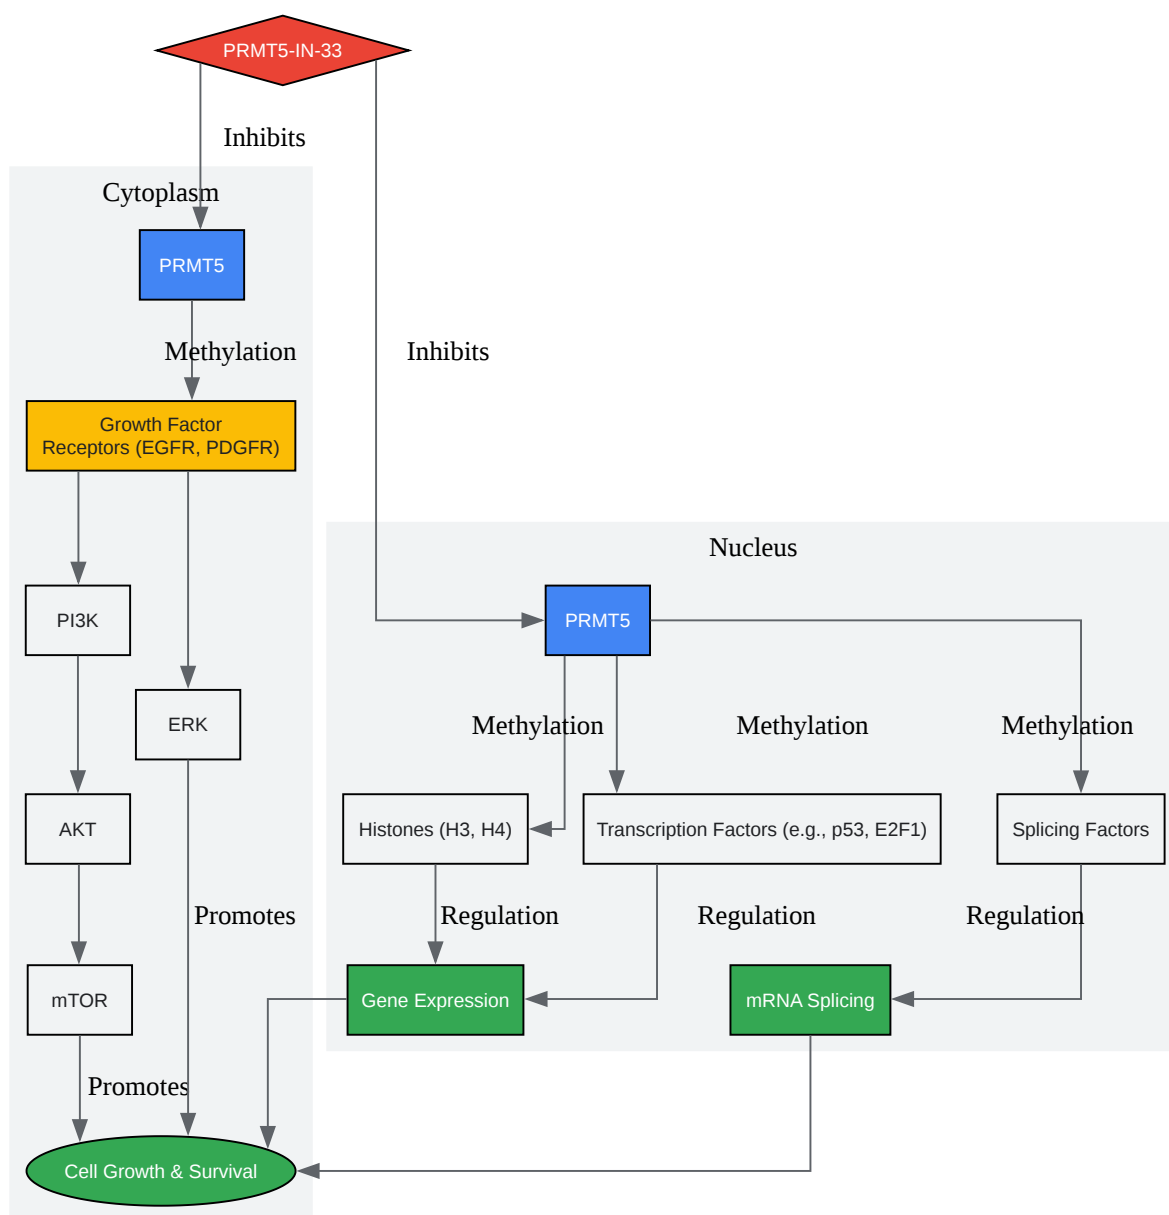 PRMT5-IN-33
Inhibits
Cytoplasm
PRMT5
Methylation
Inhibits
Growth Factor
Receptors (EGFR, PDGFR)
Nucleus
PI3K
PRMT5
ERK
Methylation
Methylation
Methylation
AKT
Histones (H3, H4)
Transcription Factors (e.g., p53, E2F1)
Splicing Factors
Promotes
Regulation
Regulation
Regulation
mTOR
Gene Expression
mRNA Splicing
Promotes
Cell Growth & Survival